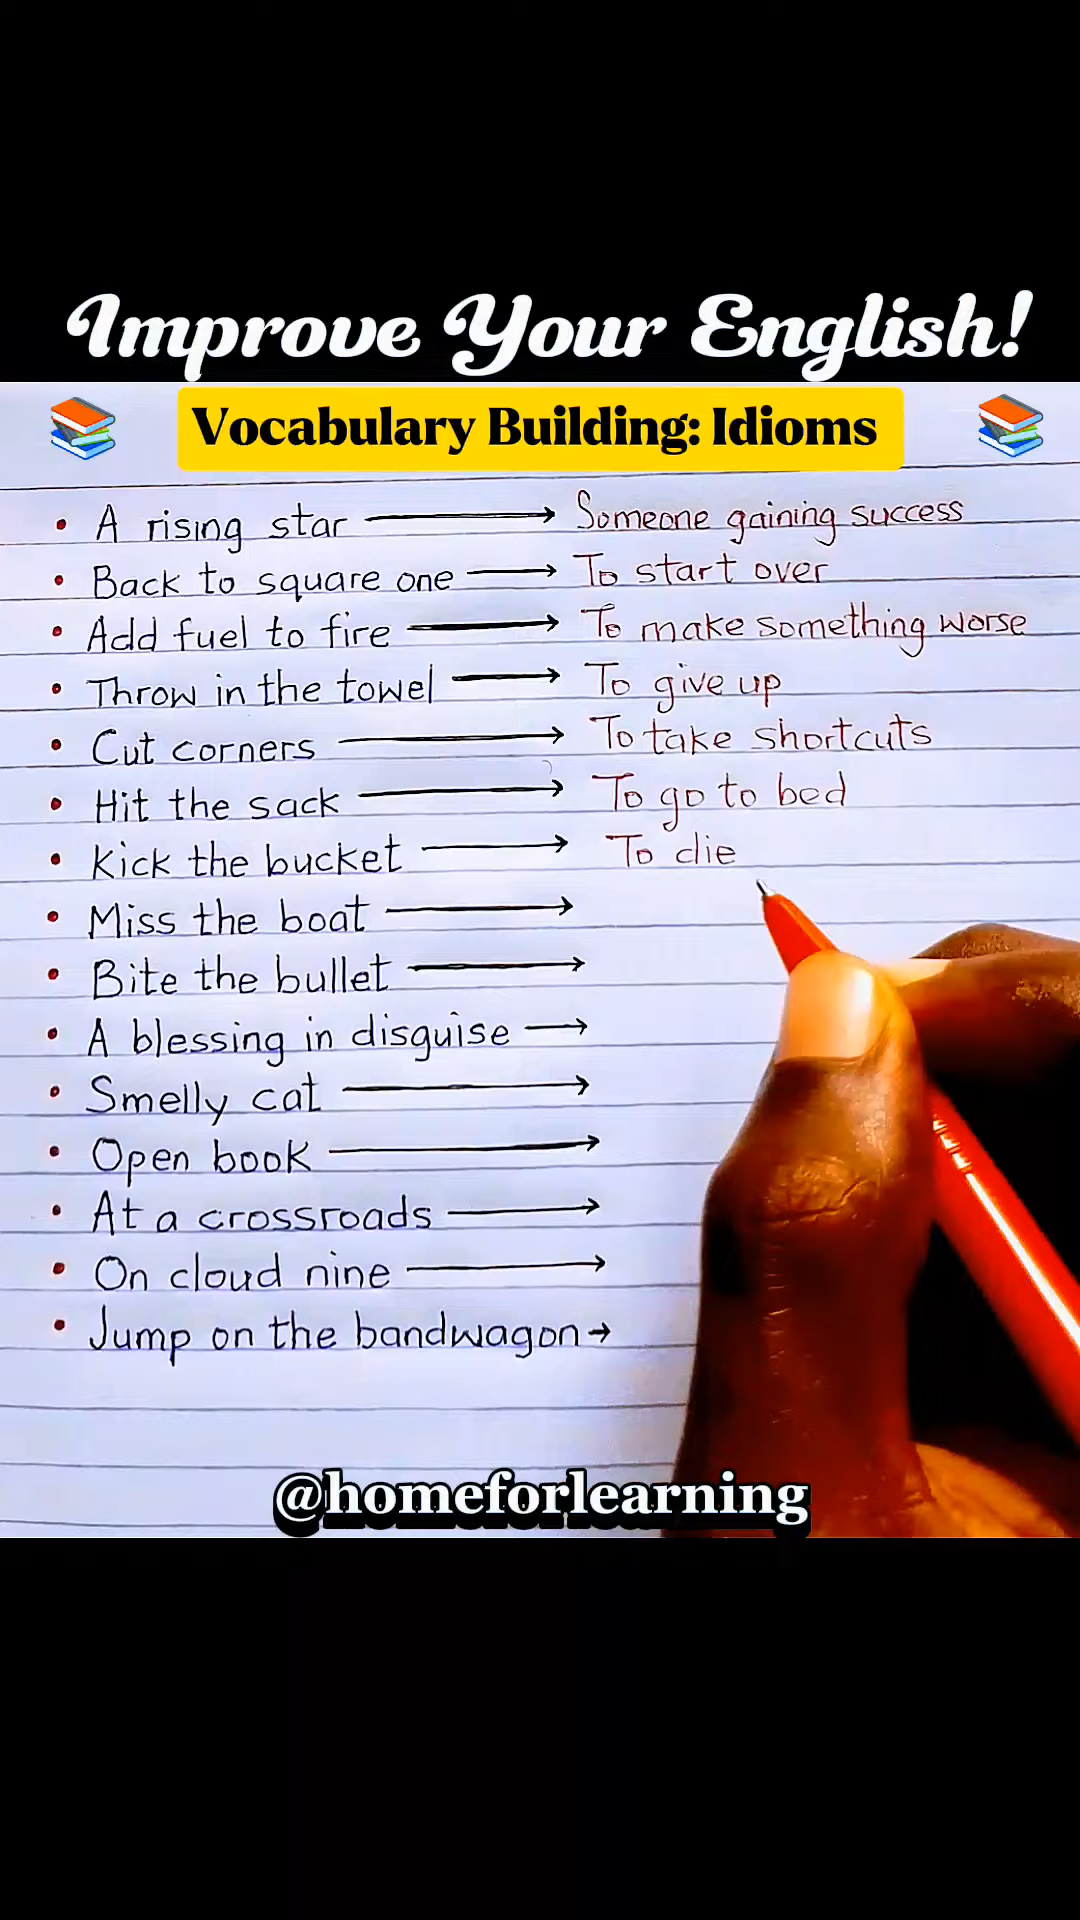 Improve Your English!
Vocabulary Building: Idioms
• A rising star → Someone gaining success
• Back to square one → To start over
• Add fuel to fire → To make something worse
• Throw in the towel → To give up
• Cut corners → To take shortcuts
• Hit the sack → To go to bed
• Kick the bucket → To die
• Miss the boat →
• Bite the bullet →
• A blessing in disguise →
• Smelly cat →
• Open book →
• At a crossroads →
• On cloud nine →
• Jump on the bandwagon →
@homeforlearning